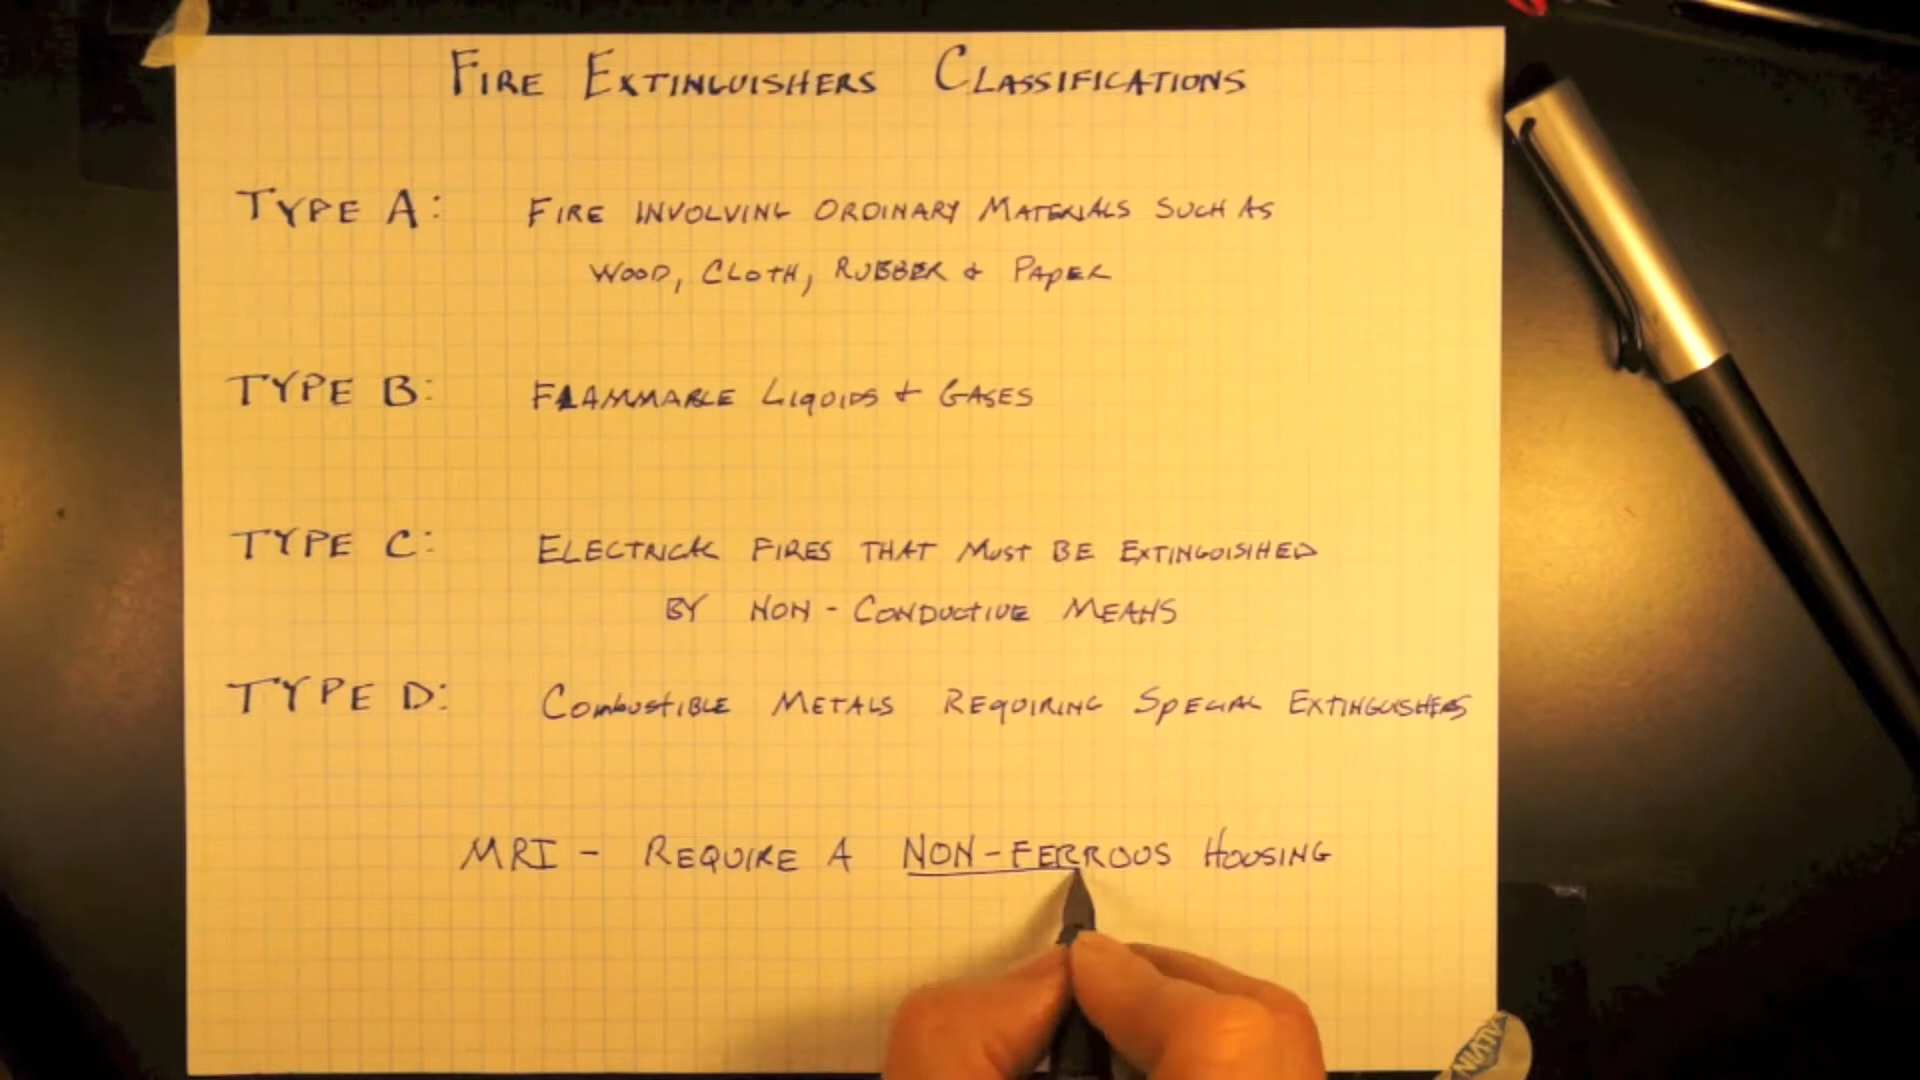 FIRE EXTINGUISHERS CLASSIFICATIONS
TYPE A: FIRE INVOLVING ORDINARY MATERIALS SUCH AS
WOOD, CLOTH, RUBBER & PAPER
TYPE B: FLAMMABLE LIQUIDS & GASES
TYPE C: ELECTRICAL FIRES THAT MUST BE EXTINGUISHED
BY NON-CONDUCTIVE MEANS
TYPE D: COMBUSTIBLE METALS REQUIRING SPECIAL EXTINGUISHERS
MRI - REQUIRE A NON-FERROUS HOUSING
ALVIN